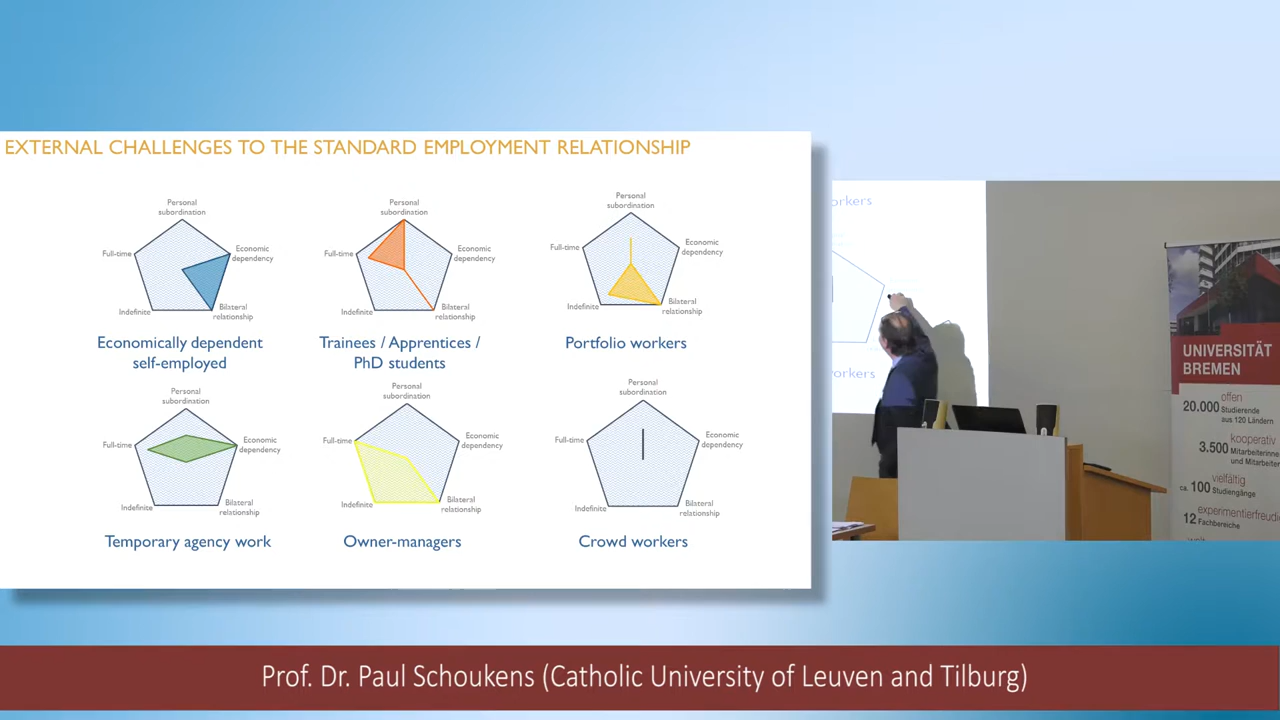 EXTERNAL CHALLENGES TO THE STANDARD EMPLOYMENT RELATIONSHIP
Personal
subordination
Full-time
Economic
dependency
Indefinite
Bilateral
relationship
Economically dependent
self-employed
Personal
subordination
Full-time
Economic
dependency
Indefinite
Bilateral
relationship
Trainees / Apprentices /
PhD students
Personal
subordination
Full-time
Economic
dependency
Indefinite
Bilateral
relationship
Portfolio workers
Personal
subordination
Full-time
Economic
dependency
Indefinite
Bilateral
relationship
Temporary agency work
Personal
subordination
Full-time
Economic
dependency
Indefinite
Bilateral
relationship
Owner-managers
Personal
subordination
Full-time
Economic
dependency
Indefinite
Bilateral
relationship
Crowd workers
orkers
workers
UNIVERSITÄT
BREMEN
offen
20.000 Studierende
aus 120 Ländern
kooperativ
3.500 Mitarbeiterinne
und Mitarbeiter
vielfältig
ca. 100 Studiengänge
experimentierfreudi
12 Fachbereiche
Prof. Dr. Paul Schoukens (Catholic University of Leuven and Tilburg)